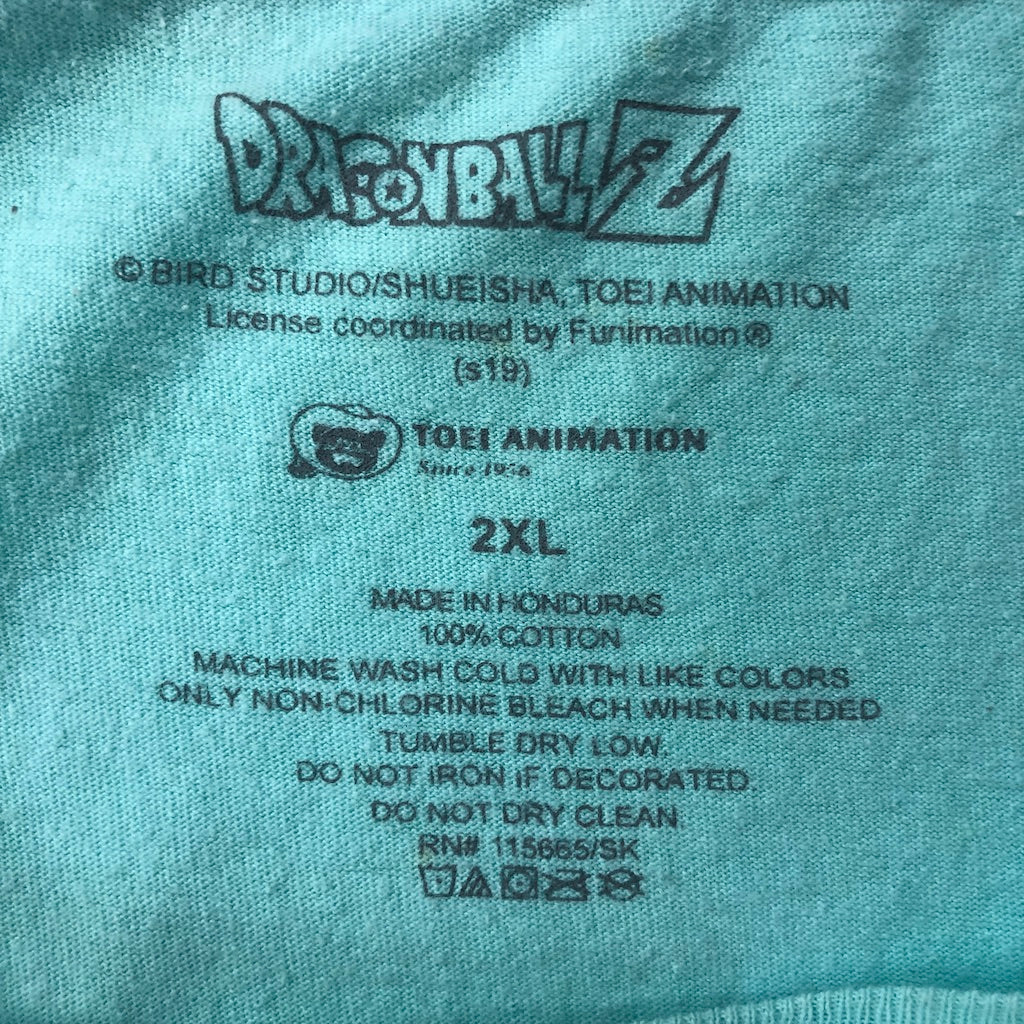 DRAGONBALL Z
© BIRD STUDIO/SHUEISHA, TOEI ANIMATION
License coordinated by Funimation®
(s19)
TOEI ANIMATION
Since 1956
2XL
MADE IN HONDURAS
100% COTTON
MACHINE WASH COLD WITH LIKE COLORS
ONLY NON-CHLORINE BLEACH WHEN NEEDED
TUMBLE DRY LOW.
DO NOT IRON IF DECORATED.
DO NOT DRY CLEAN.
RN# 115665/SK